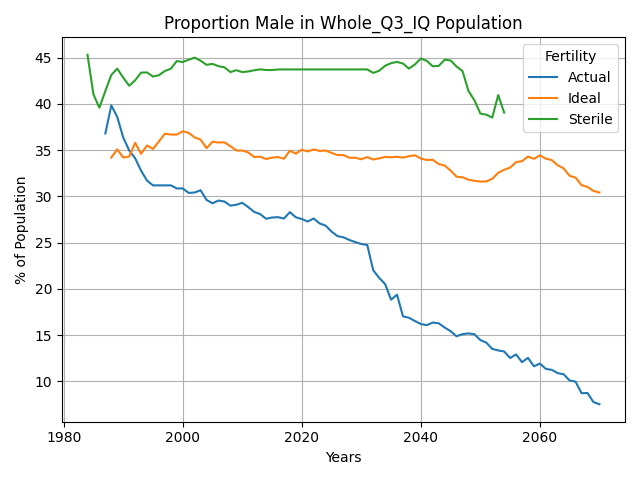 Proportion Male in Whole_Q3_IQ Population
% of Population
45
40
35
30
25
20
15
10
Fertility
Actual
Ideal
Sterile
1980
2000
2020
2040
2060
Years